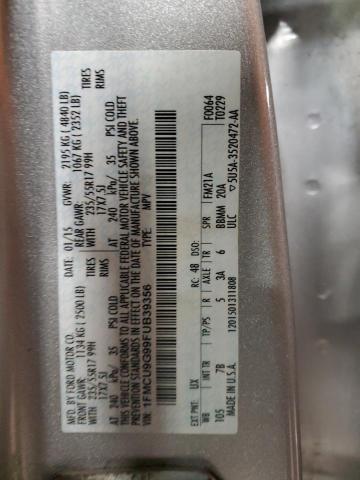 MFD. BY FORD MOTOR CO.
DATE: 01/15 GVWR: 2195 KG ( 4840 LB)
FRONT GAWR: REAR GAWR:
1134 KG ( 2500 LB) 1067 KG ( 2352 LB)
235/55R17 99H TIRES 235/55R17 99H TIRES
17X7.5J RIMS 17X7.5J RIMS
AT 240 kPa/ 35 PSI COLD AT 240 kPa/ 35 PSI COLD
THIS VEHICLE CONFORMS TO ALL APPLICABLE FEDERAL MOTOR VEHICLE SAFETY AND THEFT
PREVENTION STANDARDS IN EFFECT ON THE DATE OF MANUFACTURE SHOWN ABOVE.
VIN: 1FMCU9G99FUB39356
TYPE: MPV
F0064
T0229
EXT PNT: UX RC: 48 DSO: FM21A
WB INT TR TP/PS R AXLE TR SPR
105 7B 5 3A 6 BBMM 20A
MADE IN U.S.A. ULC
1201501311808 5U5A-3520472-AA